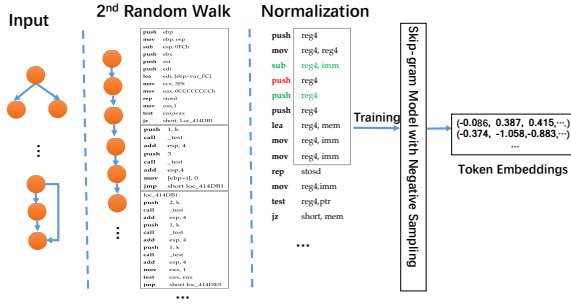 Input
2nd Random Walk
push ebp
mov ebp, esp
sub esp, 0FCh
push ebx
push esi
push edi
lea edi, [ebp+var_FC]
mov ecx, 3Fh
mov eax, 0CCCCCCCCh
rep stosd
mov eax,1
test eax,eax
jz short, Loc_414DB1
push 1, k
call _test
add esp, 4
push 3
call _test
add esp, 4
mov [ebp=i], 0
jmp short loc_414DB3
loc_414DB1:
push 2, k
call _test
add esp, 4
push 1, k
call _test
add esp, 4
push 1, k
call _test
add esp, 4
mov eax, 1
test eax, eax
jmp short loc_414DB5
...
Normalization
push reg4
mov reg4, reg4
sub reg4, imm
push reg4
push reg4
push reg4
lea reg4, mem
mov reg4, imm
mov reg4, imm
rep stosd
mov reg4,imm
test reg4,ptr
jz short, mem
...
Training
Skip-gram Model with Negative Sampling
(-0.086, 0.387, 0.415,⋯.)
(-0.374, -1.058,-0.883,⋯)
...
Token Embeddings